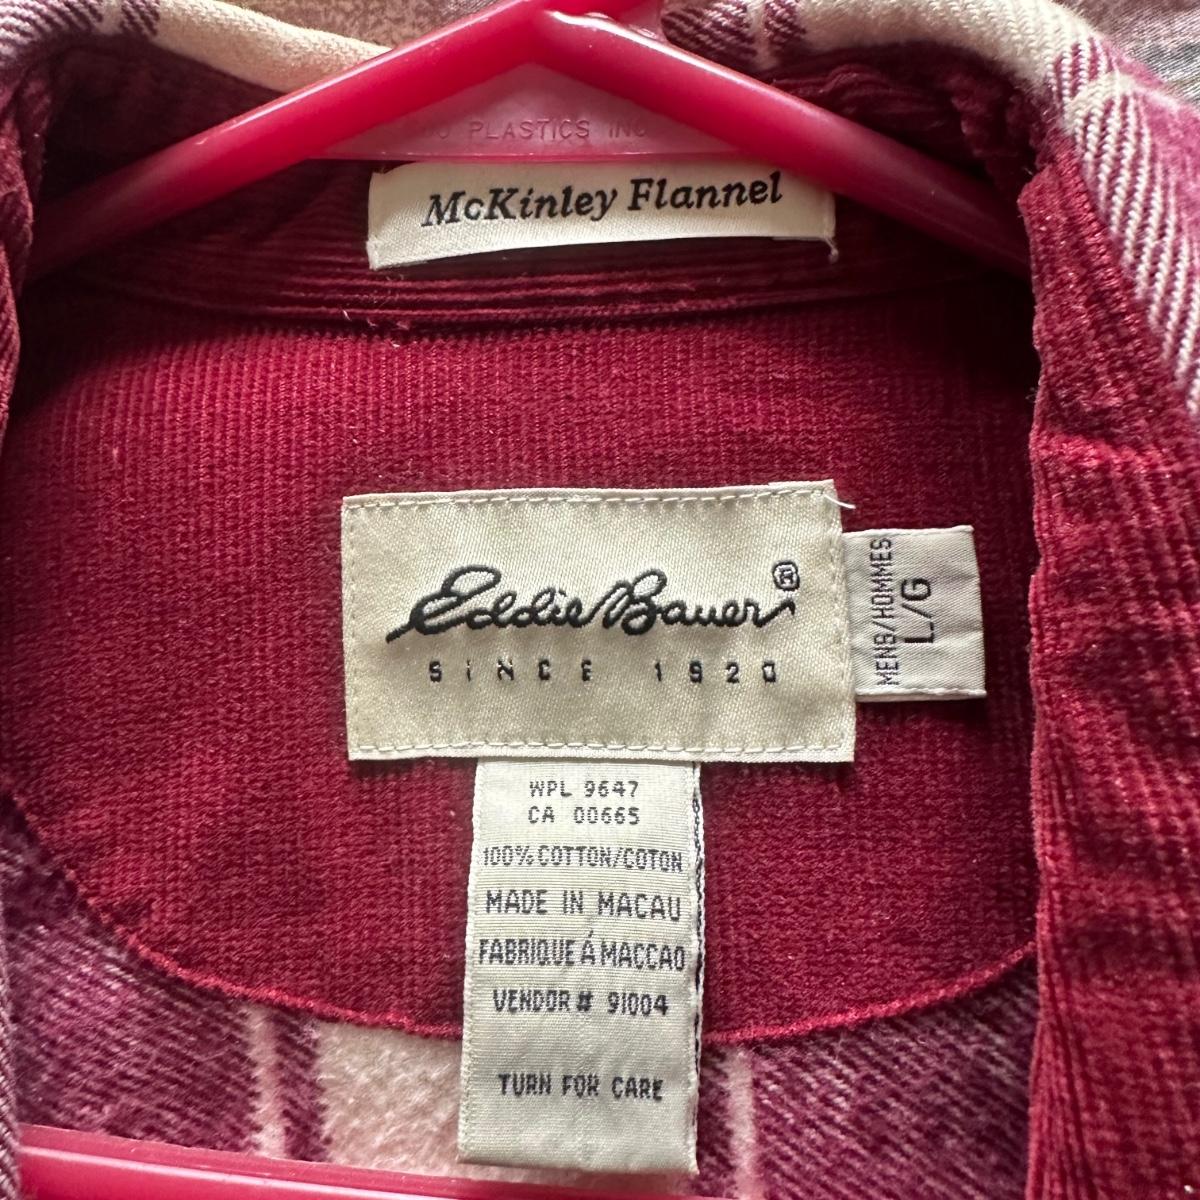 PLASTICS INC
McKinley Flannel
Eddie Bauer®
SINCE 1920
MENS/HOMMES
L/G
WPL 9647
CA 00665
100% COTTON/COTON
MADE IN MACAU
FABRIQUE Á MACCAO
VENDOR # 91004
TURN FOR CARE